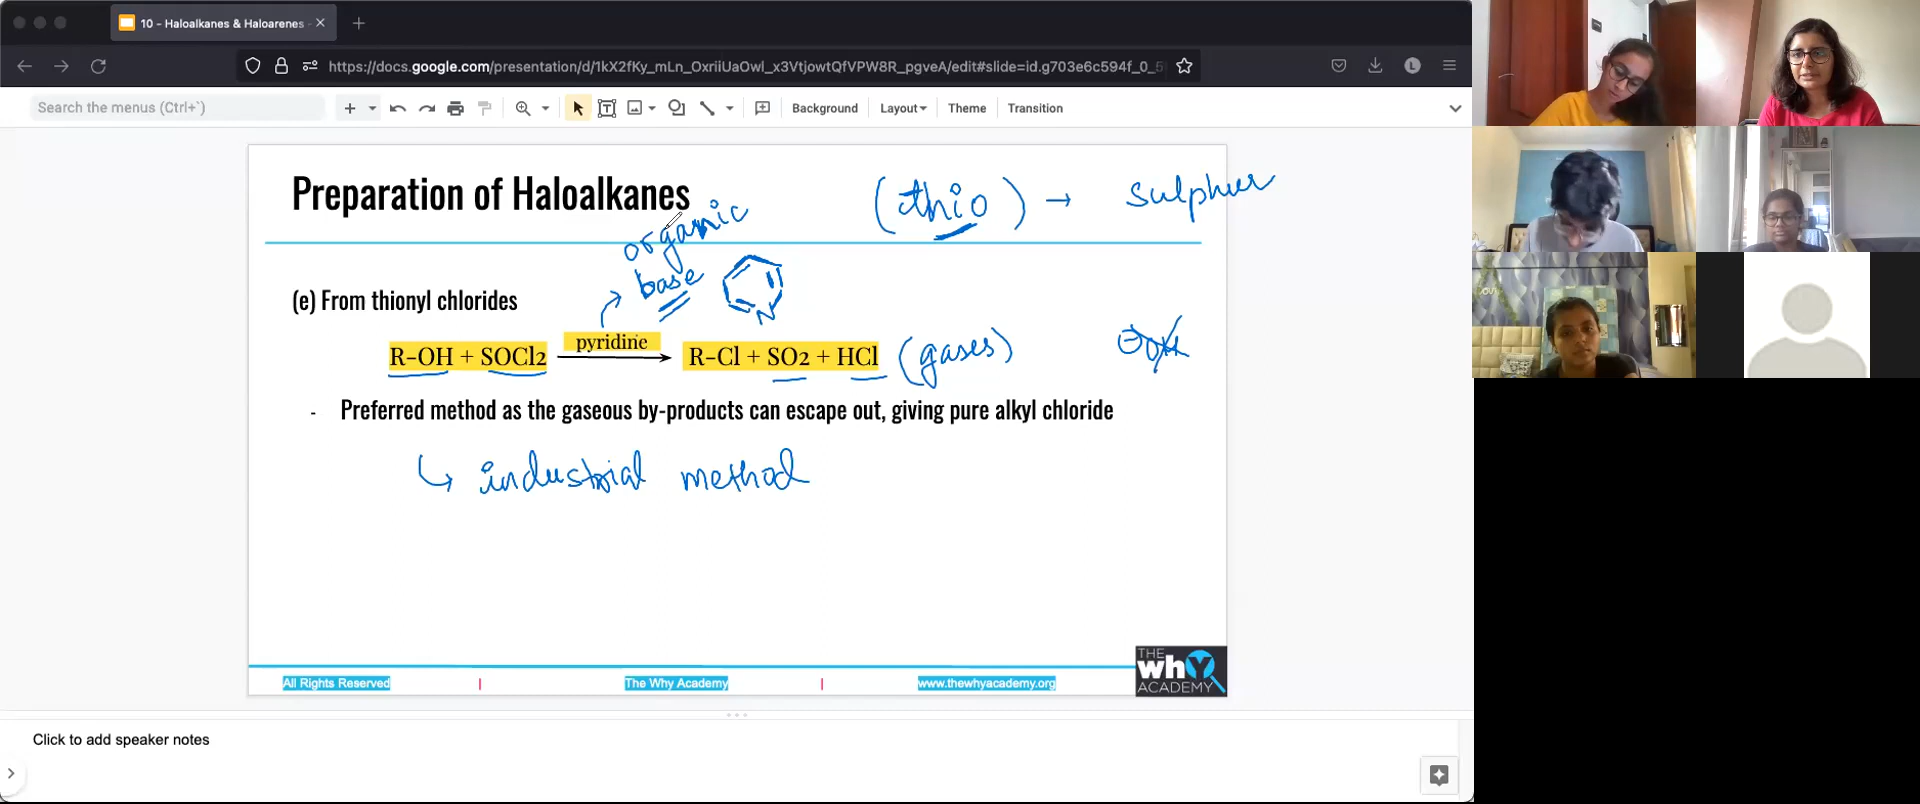 10 - Haloalkanes & Haloarenes -
https://docs.google.com/presentation/d/1kX2fKy_mLn_OxriiUaOwl_x3VtjowtQfVPW8R_pgveA/edit#slide=id.g703e6c594f_0_5
L
Search the menus (Ctrl+`)
Background
Layout
Theme
Transition
Preparation of Haloalkanes
(thio) → sulphur
organic
base
N
(e) From thionyl chlorides
pyridine
R-OH + SOCl2 → R-Cl + SO2 + HCl (gases)
- Preferred method as the gaseous by-products can escape out, giving pure alkyl chloride
↳ industrial method
All Rights Reserved | The Why Academy | www.thewhyacademy.org
THE
whY
ACADEMY
Click to add speaker notes